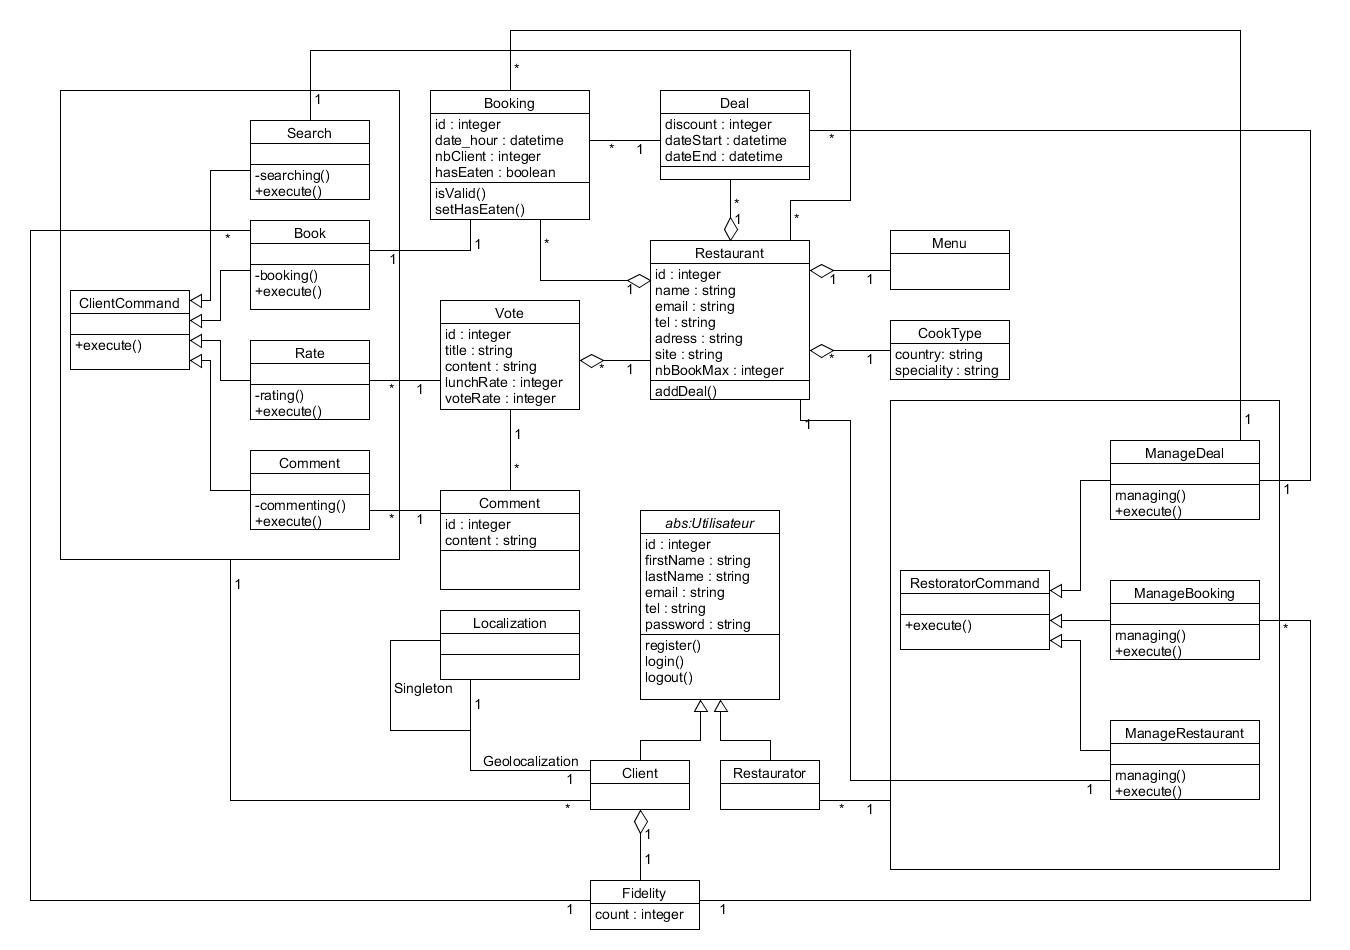 *
1
Search
-searching()
+execute()
*
Book
-booking()
+execute()
1
1
ClientCommand
+execute()
Rate
-rating()
+execute()
*
1
Comment
-commenting()
+execute()
*
1
1
Booking
id : integer
date_hour : datetime
nbClient : integer
hasEaten : boolean
isValid()
setHasEaten()
*
1
Deal
discount : integer
dateStart : datetime
dateEnd : datetime
*
*
1
*
*
1
Restaurant
id : integer
name : string
email : string
tel : string
adress : string
site : string
nbBookMax : integer
addDeal()
1
1
1
Menu
*
1
CookType
country: string
speciality : string
Vote
id : integer
title : string
content : string
lunchRate : integer
voteRate : integer
*
1
1
*
Comment
id : integer
content : string
Localization
Singleton
1
Geolocalization
1
*
abs:Utilisateur
id : integer
firstName : string
lastName : string
email : string
tel : string
password : string
register()
login()
logout()
Client
Restaurator
*
1
1
1
Fidelity
count : integer
1
1
1
ManageDeal
managing()
+execute()
1
RestoratorCommand
+execute()
ManageBooking
managing()
+execute()
*
ManageRestaurant
managing()
+execute()
1